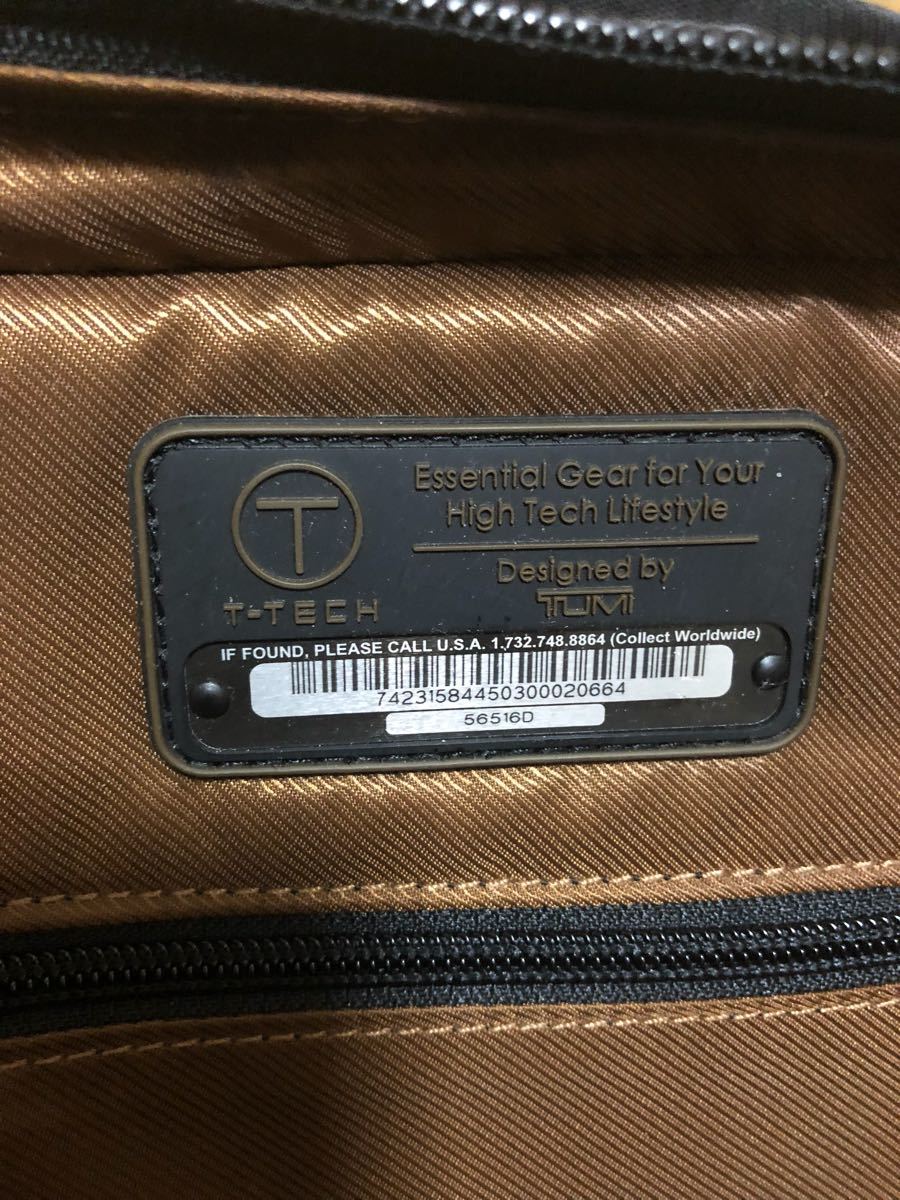 T
T-TECH
Essential Gear for Your
High Tech Lifestyle
Designed by
TUMI
IF FOUND, PLEASE CALL U.S.A. 1.732.748.8864 (Collect Worldwide)
74231584450300020664
56516D